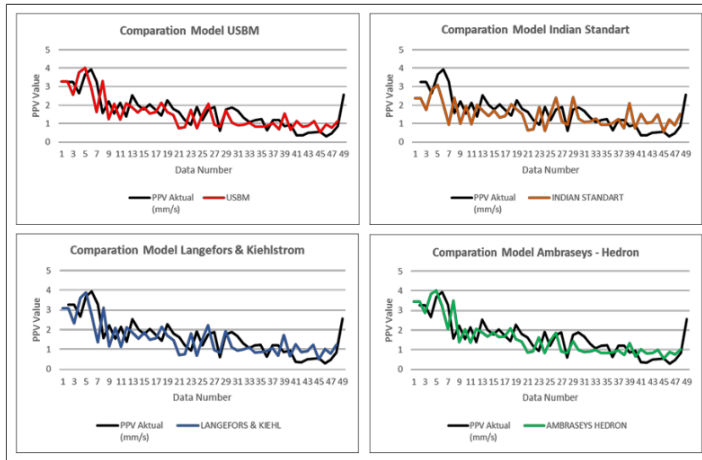 Comparation Model USBM
PPV Value
5
4
3
2
1
0
1 3 5 7 9 11 13 15 17 19 21 23 25 27 29 31 33 35 37 39 41 43 45 47 49
Data Number
PPV Aktual
(mm/s)
USBM
Comparation Model Indian Standart
PPV Value
5
4
3
2
1
0
1 3 5 7 9 11 13 15 17 19 21 23 25 27 29 31 33 35 37 39 41 43 45 47 49
Data Number
PPV Aktual
(mm/s)
INDIAN STANDART
Comparation Model Langefors & Kiehlstrom
PPV Value
5
4
3
2
1
0
1 3 5 7 9 11 13 15 17 19 21 23 25 27 29 31 33 35 37 39 41 43 45 47 49
Data Number
PPV Aktual
(mm/s)
LANGEFORS & KIEHL
Comparation Model Ambraseys - Hedron
PPV Value
5
4
3
2
1
0
1 3 5 7 9 11 13 15 17 19 21 23 25 27 29 31 33 35 37 39 41 43 45 47 49
Data Number
PPV Aktual
(mm/s)
AMBRASEYS HEDRON